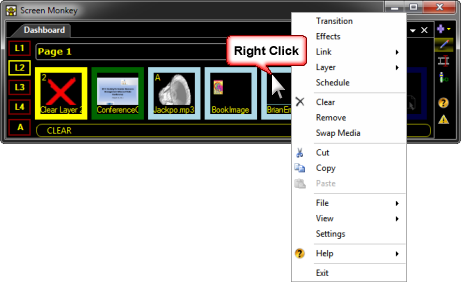 Screen Monkey
Dashboard
L1
L2
L3
L4
A
Page 1
2
Clear Layer 2
ConferenceC
A
Jackpo.mp3
BookImage
BrianEn
CLEAR
Right Click
Transition
Effects
Link
Layer
Schedule
Clear
Remove
Swap Media
Cut
Copy
Paste
File
View
Settings
Help
Exit